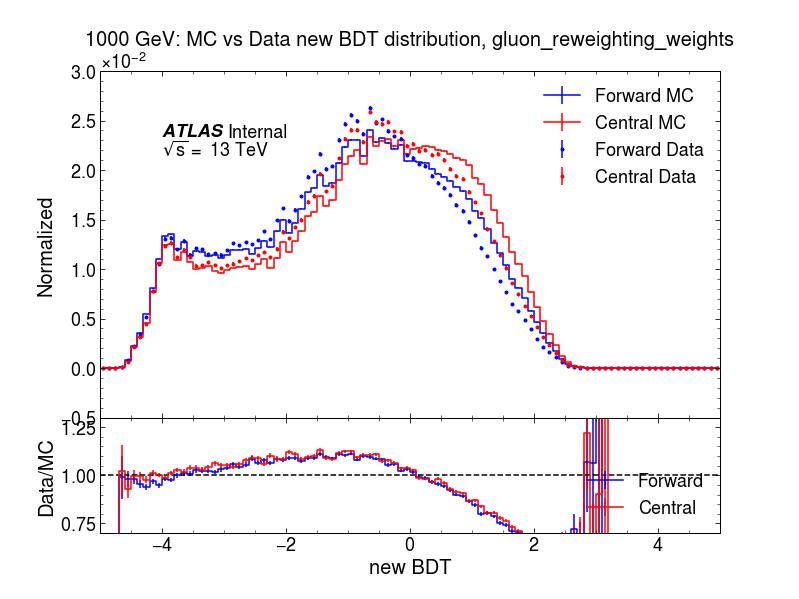 1000 GeV: MC vs Data new BDT distribution, gluon_reweighting_weights
×10⁻²
3.0
2.5
2.0
1.5
1.0
0.5
0.0
−0.5
Normalized
ATLAS Internal
√s = 13 TeV
Forward MC
Central MC
Forward Data
Central Data
1.25
1.00
0.75
Data/MC
Forward
Central
−4
−2
0
2
4
new BDT